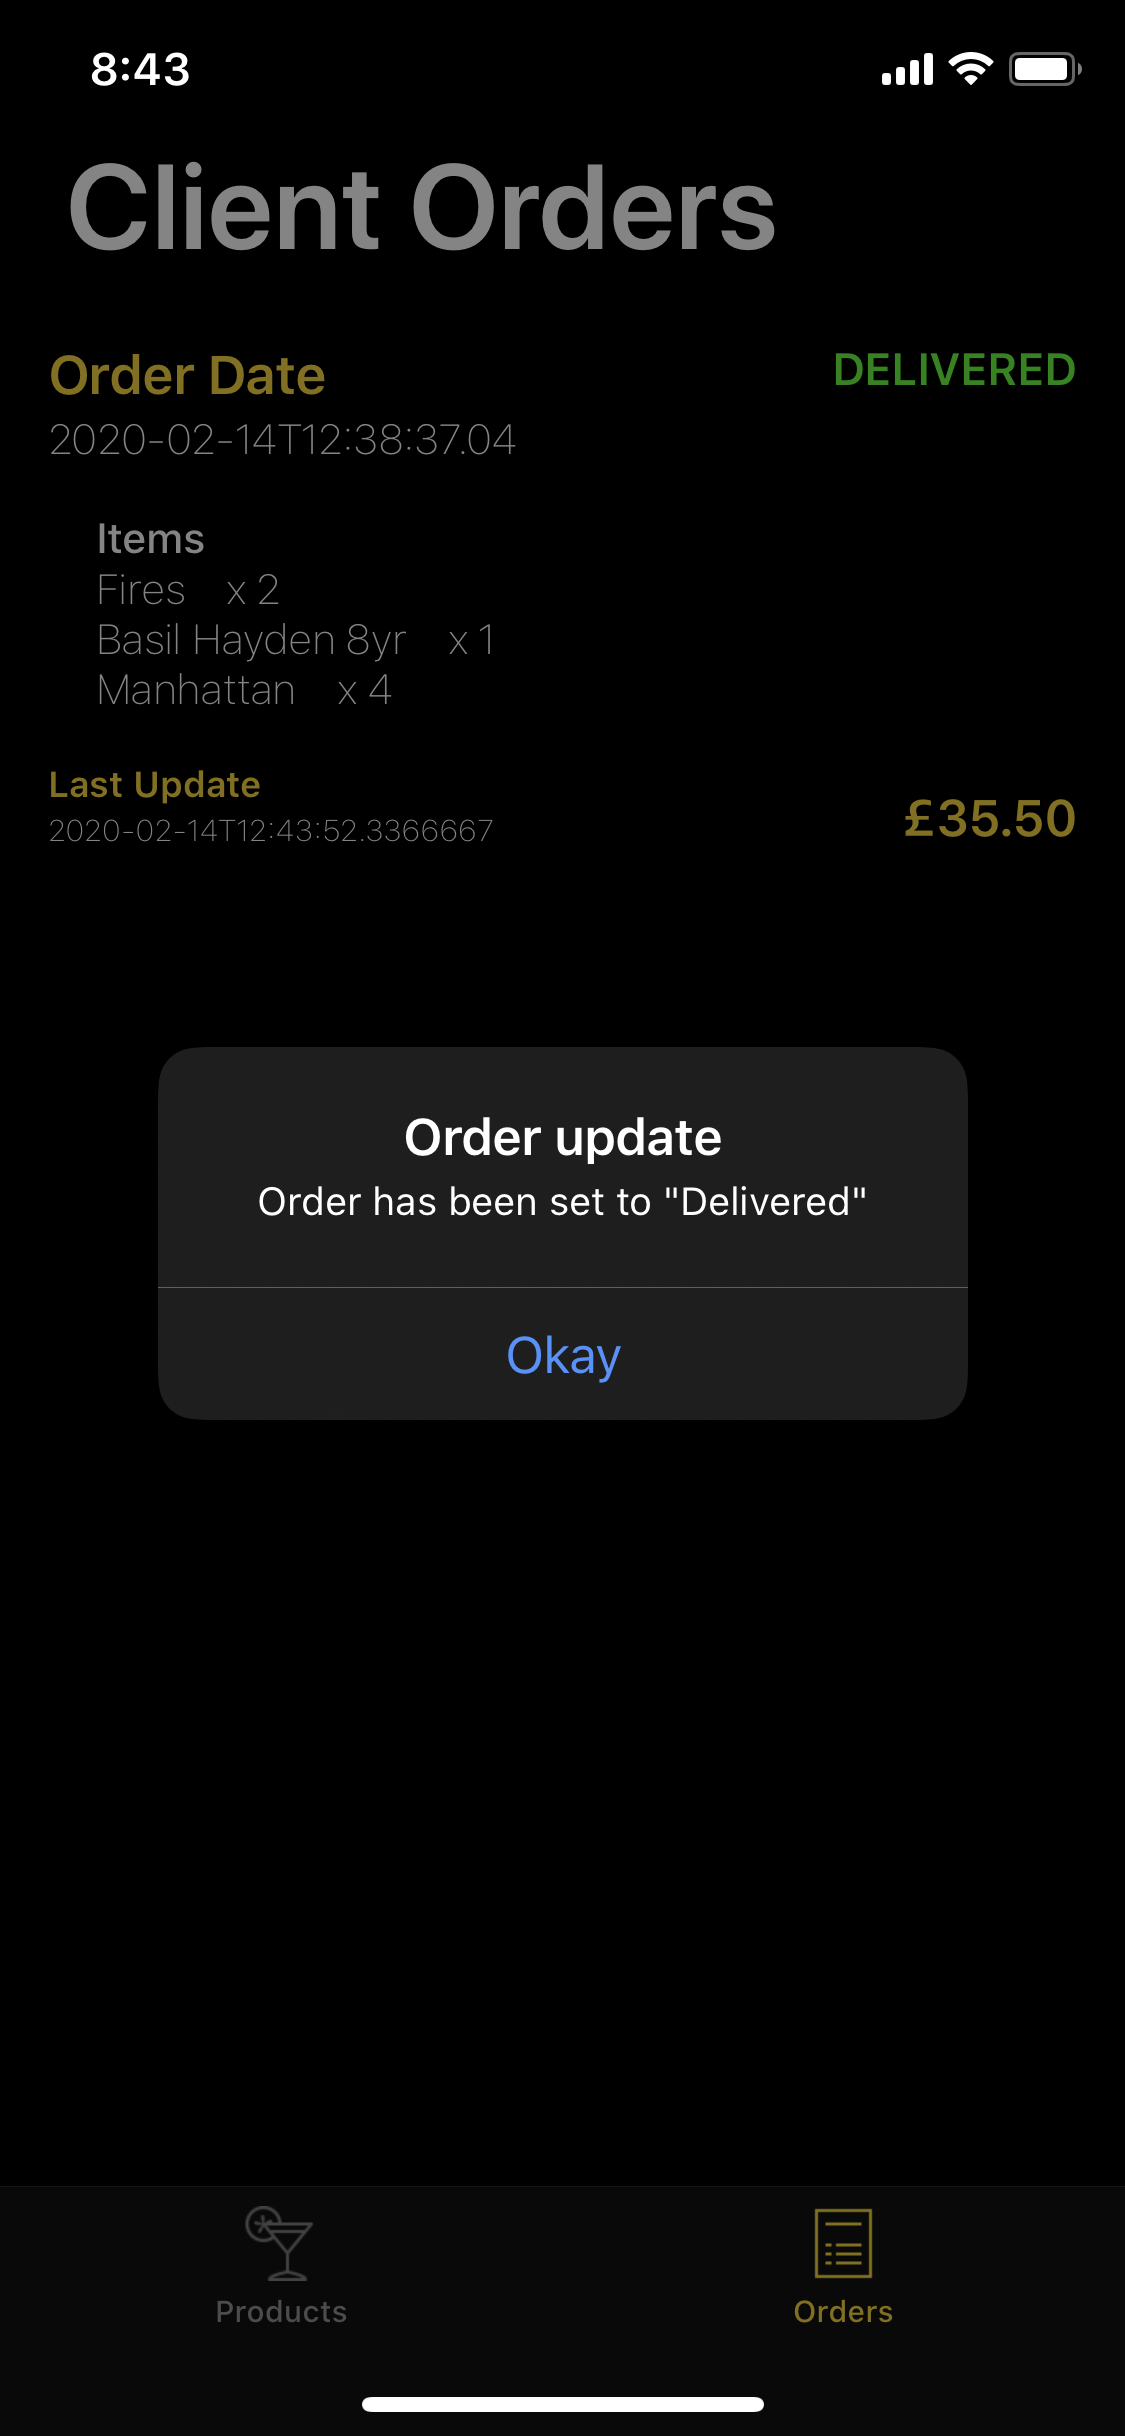 8:43
Client Orders
Order Date
DELIVERED
2020-02-14T12:38:37.04
Items
Fires x 2
Basil Hayden 8yr x 1
Manhattan x 4
Last Update
2020-02-14T12:43:52.3366667
£35.50
Order update
Order has been set to "Delivered"
Okay
Products
Orders